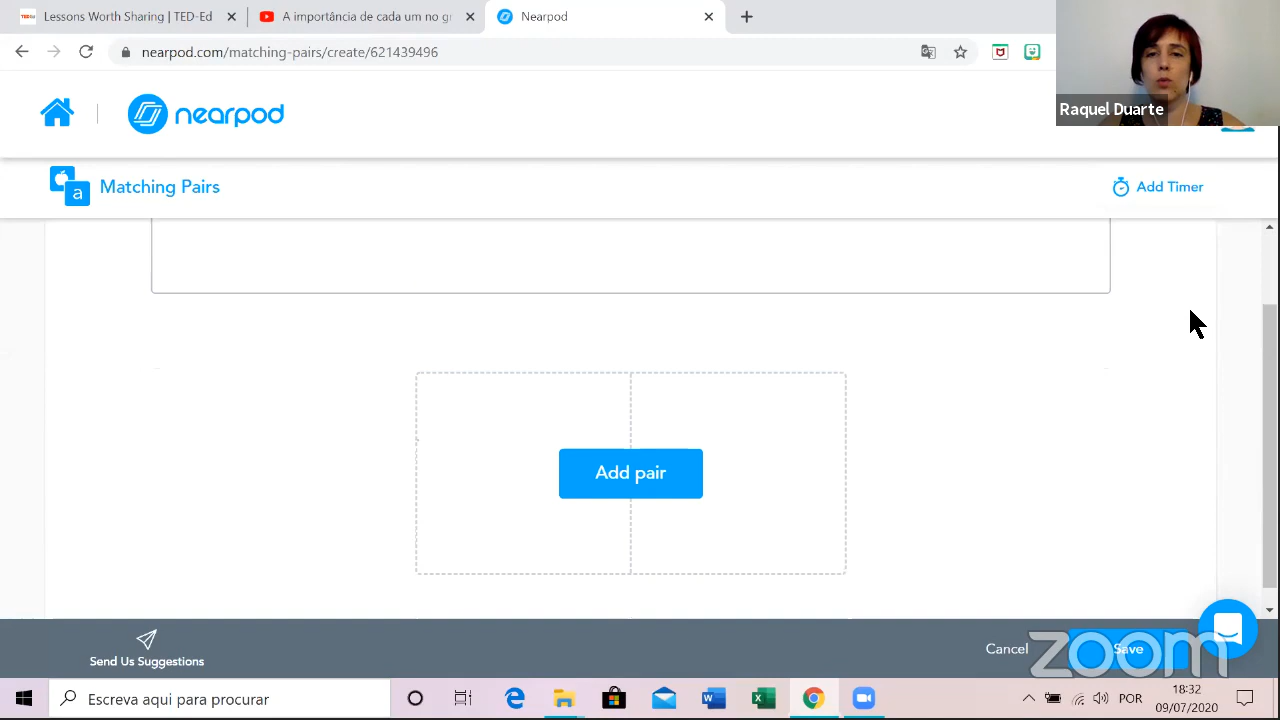 Lessons Worth Sharing | TED-Ed
A importância de cada um no gr
Nearpod
nearpod.com/matching-pairs/create/621439496
Raquel Duarte
nearpod
a
Matching Pairs
Add Timer
Add pair
Send Us Suggestions
Cancel
Save
zoom
Escreva aqui para procurar
POR
18:32
09/07/2020